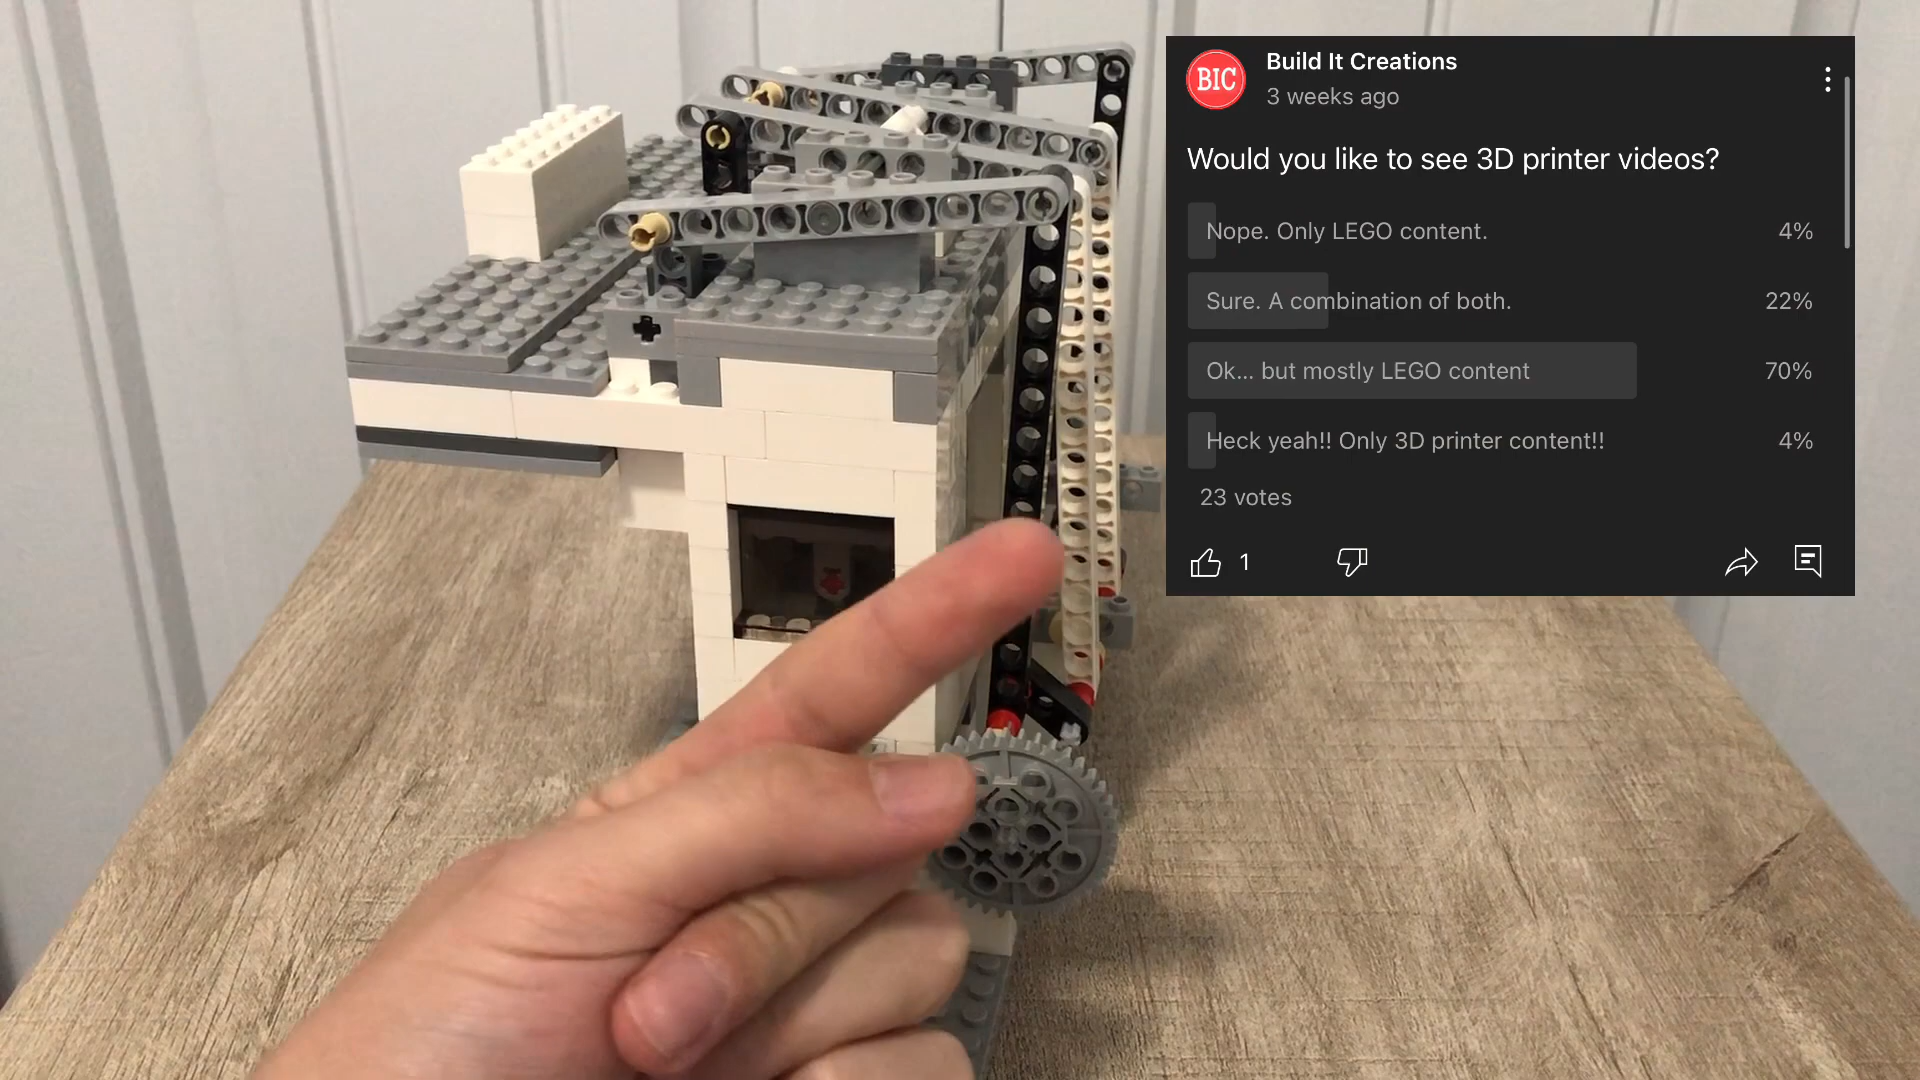 BIC
Build It Creations
3 weeks ago
Would you like to see 3D printer videos?
Nope. Only LEGO content. 4%
Sure. A combination of both. 22%
Ok... but mostly LEGO content 70%
Heck yeah!! Only 3D printer content!! 4%
23 votes
1